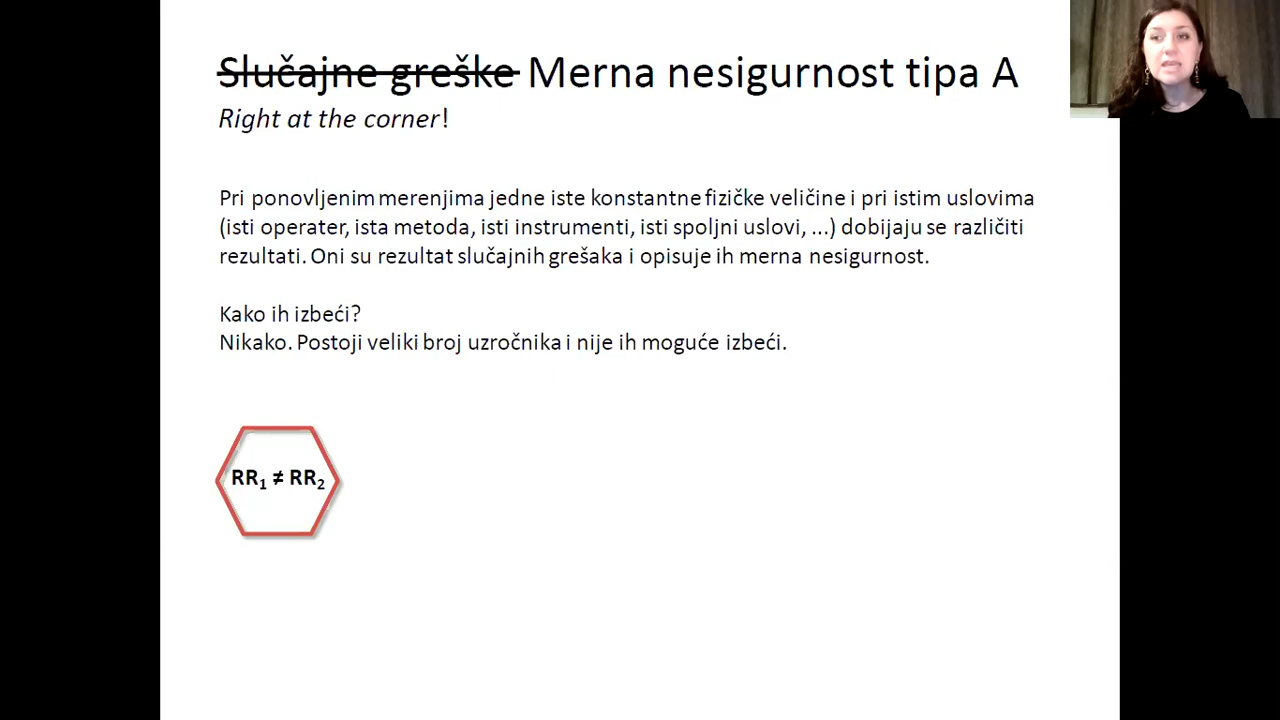 Slučajne greške Merna nesigurnost tipa A
Right at the corner!
Pri ponovljenim merenjima jedne iste konstantne fizičke veličine i pri istim uslovima
(isti operater, ista metoda, isti instrumenti, isti spoljni uslovi, ...) dobijaju se različiti
rezultati. Oni su rezultat slučajnih grešaka i opisuje ih merna nesigurnost.
Kako ih izbeći?
Nikako. Postoji veliki broj uzročnika i nije ih moguće izbeći.
RR₁ ≠ RR₂